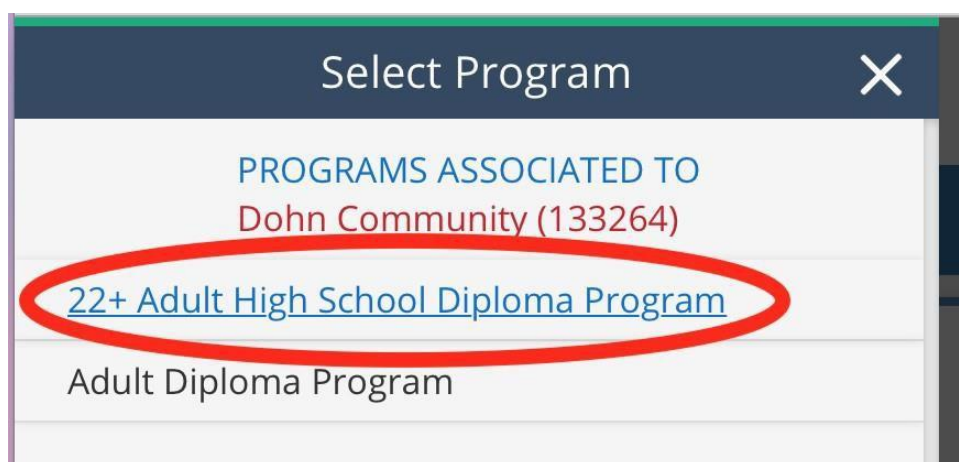 Select Program
PROGRAMS ASSOCIATED TO
Dohn Community (133264)
22+ Adult High School Diploma Program
Adult Diploma Program